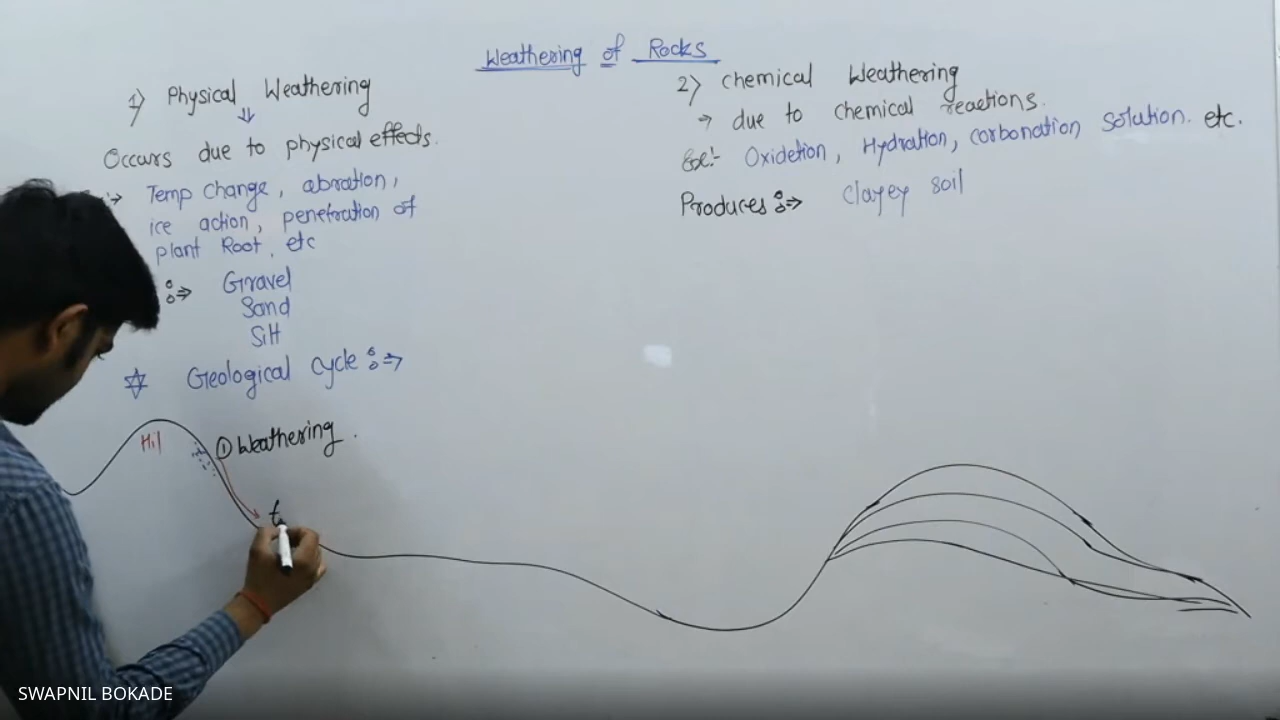 Weathering of Rocks
1) Physical Weathering
Occurs due to physical effects.
Temp change, abration,
ice action, penetration of
plant Root, etc
Gravel
Sand
Silt
☆ Geological cycle :⇒
Hil
① Weathering.
t
2) chemical Weathering
→ due to chemical reactions.
Ex:- Oxidetion, Hydration, corbonation solution. etc.
Produces :⇒ clayey soil
SWAPNIL BOKADE